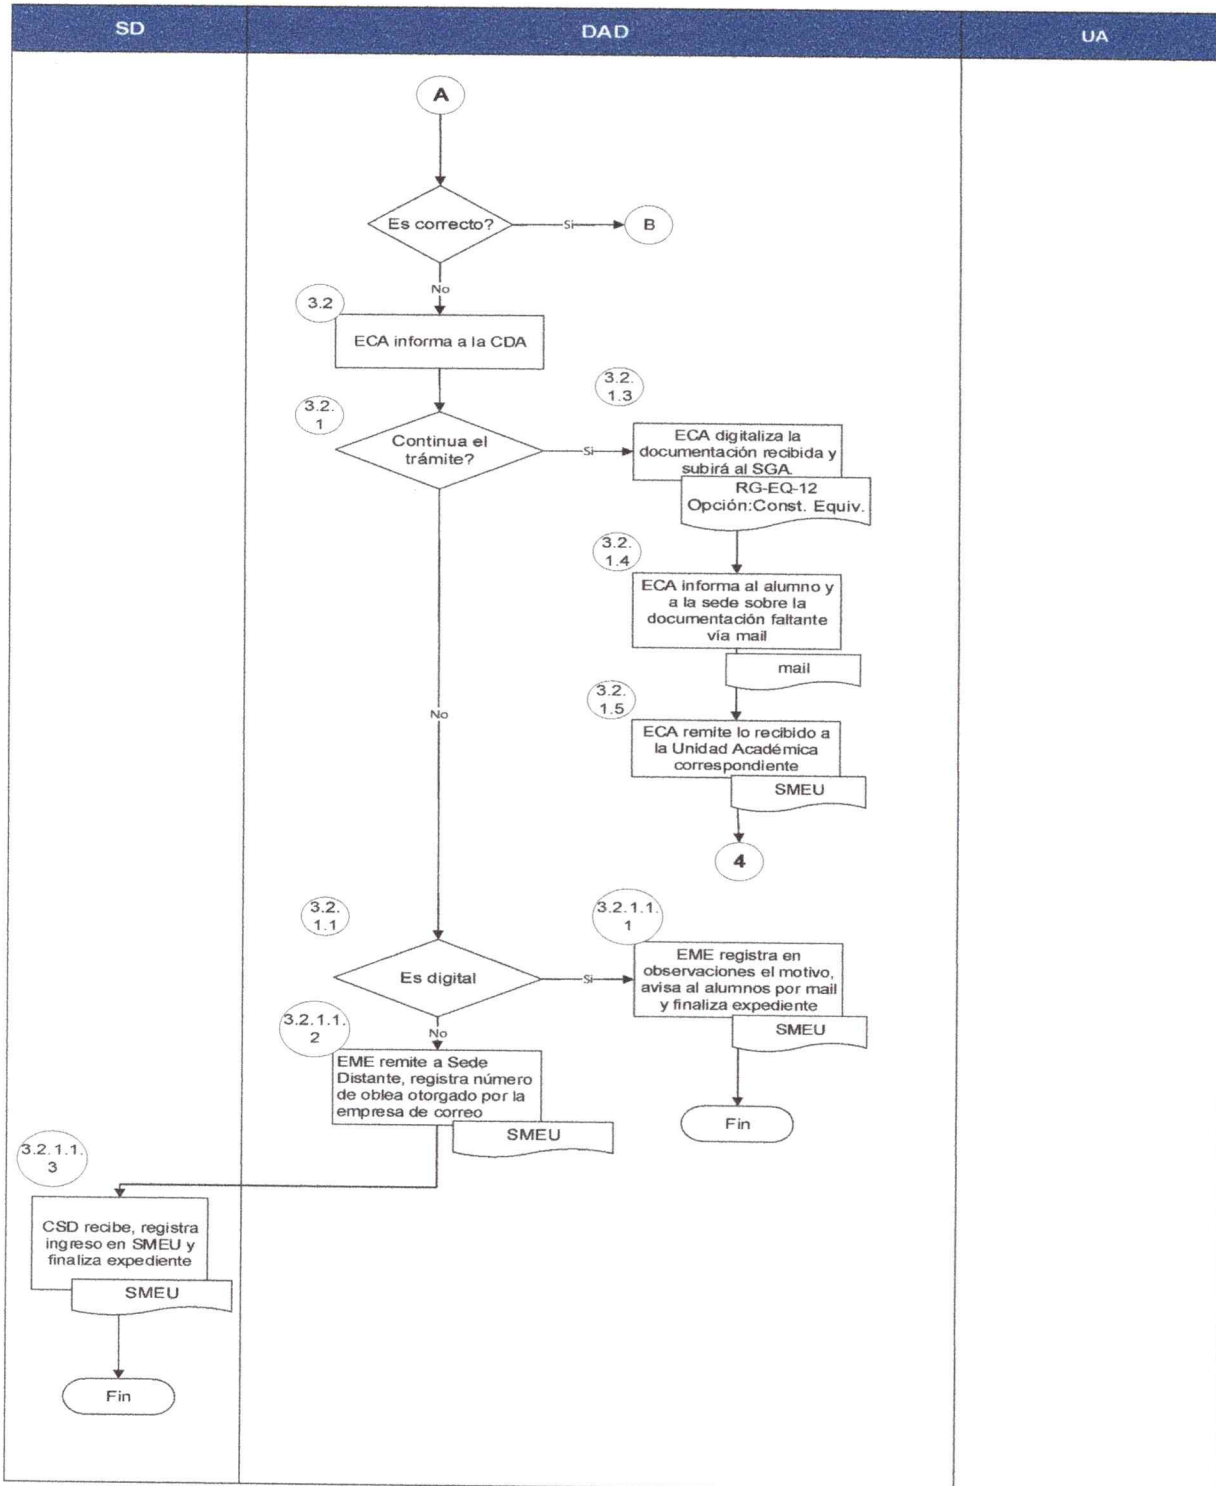 SD
DAD
UA
A
Es correcto?
Si
B
No
3.2
ECA informa a la CDA
3.2.
1
Continua el
trámite?
Si
3.2.
1.3
ECA digitaliza la
documentación recibida y
subirá al SGA.
RG-EQ-12
Opción:Const. Equiv.
3.2.
1.4
ECA informa al alumno y
a la sede sobre la
documentación faltante
vía mail
mail
3.2.
1.5
ECA remite lo recibido a
la Unidad Académica
correspondiente
SMEU
4
No
3.2.
1.1
Es digital
Si
3.2.1.1.
1
EME registra en
observaciones el motivo,
avisa al alumnos por mail
y finaliza expediente
SMEU
Fin
No
3.2.1.1.
2
EME remite a Sede
Distante, registra número
de oblea otorgado por la
empresa de correo
SMEU
3.2.1.1.
3
CSD recibe, registra
ingreso en SMEU y
finaliza expediente
SMEU
Fin